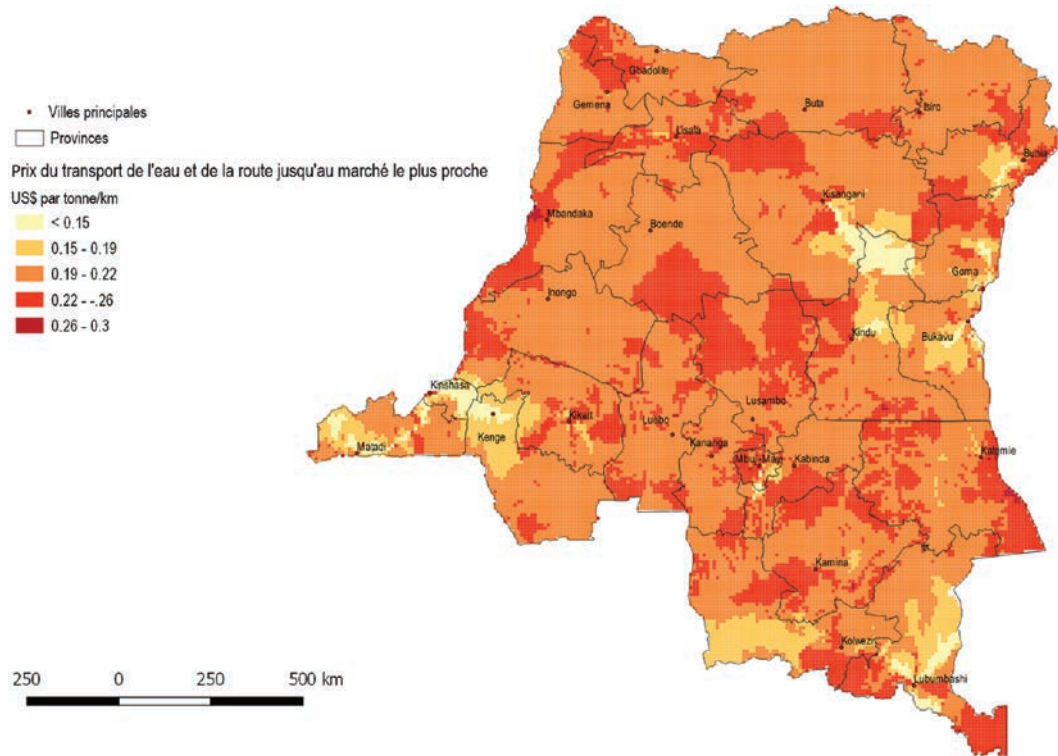 Villes principales
Provinces
Prix du transport de l'eau et de la route jusqu'au marché le plus proche
US$ par tonne/km
< 0.15
0.15 - 0.19
0.19 - 0.22
0.22 --.26
0.26 - 0.3
Gbadolite
Gemena
Buta
Isiro
Lisala
Bunia
Kisangani
Mbandaka
Boende
Goma
Inongo
Kindu
Bukavu
Kinshasa
Lusambo
Kikwit
Luebo
Kenge
Matadi
Kananga
Mbuji-Mayi
Kabinda
Kalemie
Kamina
Kolwezi
Lubumbashi
250 0 250 500 km